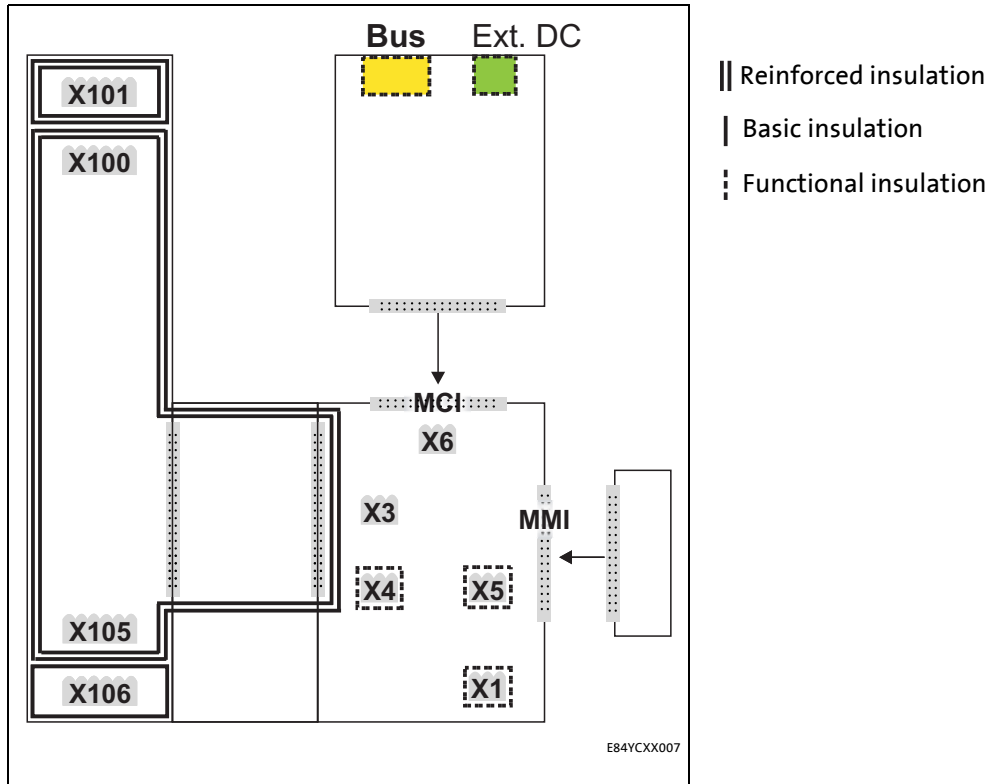 Bus Ext. DC
X101
X100
Reinforced insulation
Basic insulation
Functional insulation
MCI
X6
X3
MMI
X4
X5
X105
X106
X1
E84YCXX007